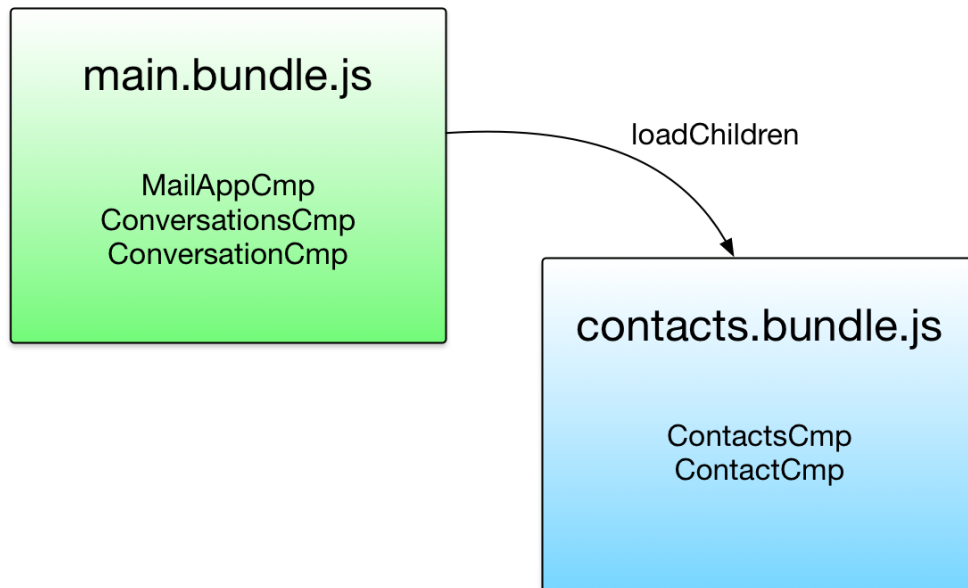 main.bundle.js
MailAppCmp
ConversationsCmp
ConversationCmp
loadChildren
contacts.bundle.js
ContactsCmp
ContactCmp